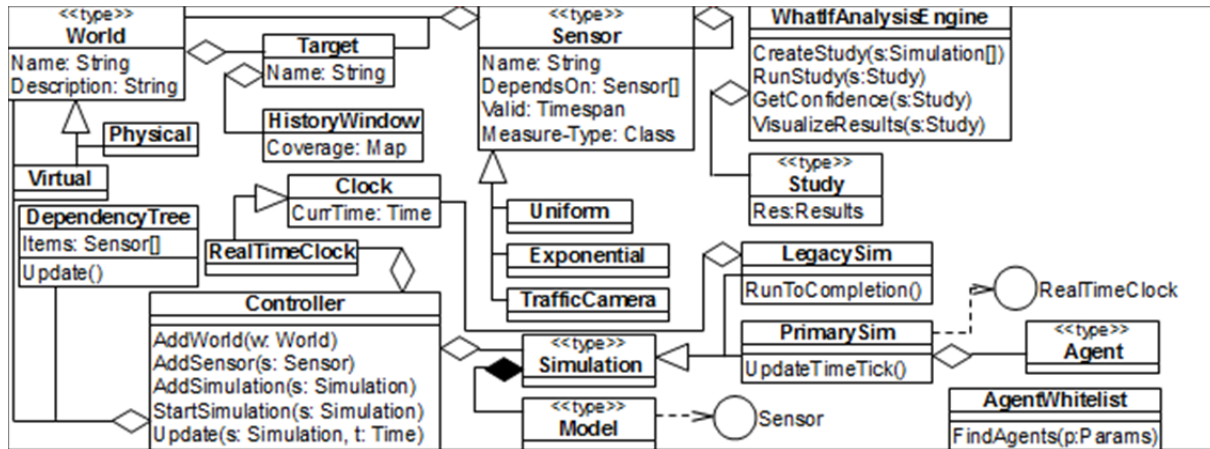 <<type>>
World
Name: String
Description: String
Target
Name: String
HistoryWindow
Coverage: Map
Physical
Virtual
<<type>>
Sensor
Name: String
DependsOn: Sensor[]
Valid: Timespan
Measure-Type: Class
WhatIfAnalysisEngine
CreateStudy(s:Simulation[])
RunStudy(s:Study)
GetConfidence(s:Study)
VisualizeResults(s:Study)
<<type>>
Study
Res:Results
DependencyTree
Items: Sensor[]
Update()
Clock
CurrTime: Time
RealTimeClock
Uniform
Exponential
TrafficCamera
LegacySim
RunToCompletion()
RealTimeClock
Controller
AddWorld(w: World)
AddSensor(s: Sensor)
AddSimulation(s: Simulation)
StartSimulation(s: Simulation)
Update(s: Simulation, t: Time)
<<type>>
Simulation
PrimarySim
UpdateTimeTick()
<<type>>
Agent
<<type>>
Model
Sensor
AgentWhitelist
FindAgents(p:Params)